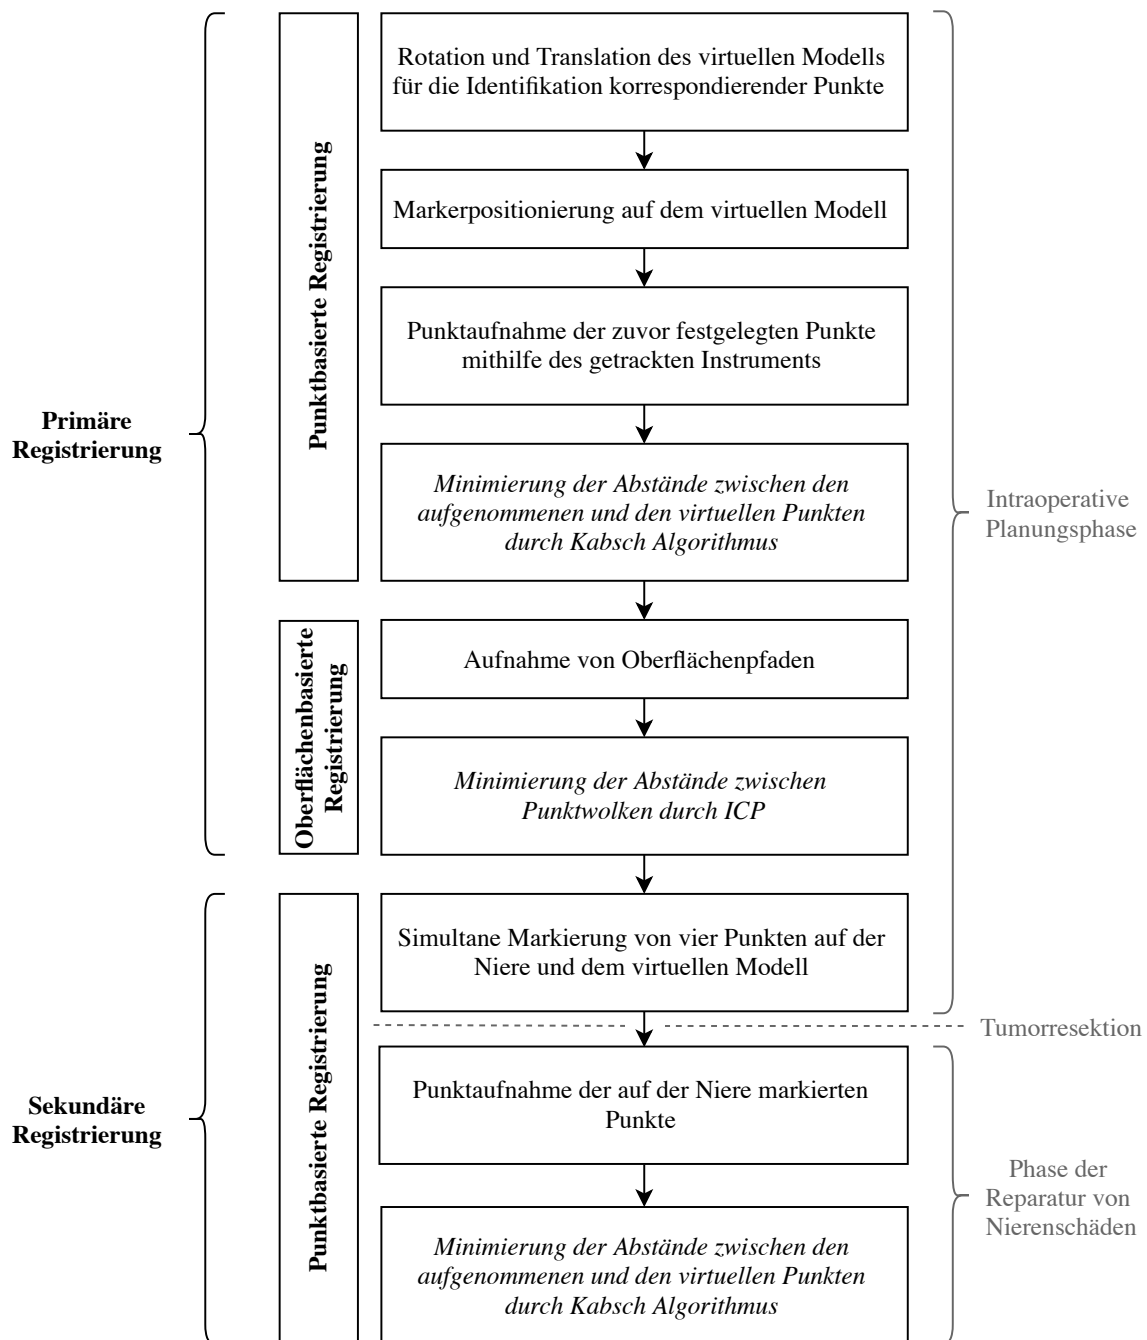 Rotation und Translation des virtuellen Modells
für die Identifikation korrespondierender Punkte
Markerpositionierung auf dem virtuellen Modell
Punktaufnahme der zuvor festgelegten Punkte
mithilfe des getrackten Instruments
Minimierung der Abstände zwischen den
aufgenommenen und den virtuellen Punkten
durch Kabsch Algorithmus
Punktbasierte Registrierung
Primäre
Registrierung
Intraoperative
Planungsphase
Oberflächenbasierte
Registrierung
Aufnahme von Oberflächenpfaden
Minimierung der Abstände zwischen
Punktwolken durch ICP
Simultane Markierung von vier Punkten auf der
Niere und dem virtuellen Modell
Tumorresektion
Punktbasierte Registrierung
Sekundäre
Registrierung
Punktaufnahme der auf der Niere markierten
Punkte
Phase der
Reparatur von
Nierenschäden
Minimierung der Abstände zwischen den
aufgenommenen und den virtuellen Punkten
durch Kabsch Algorithmus